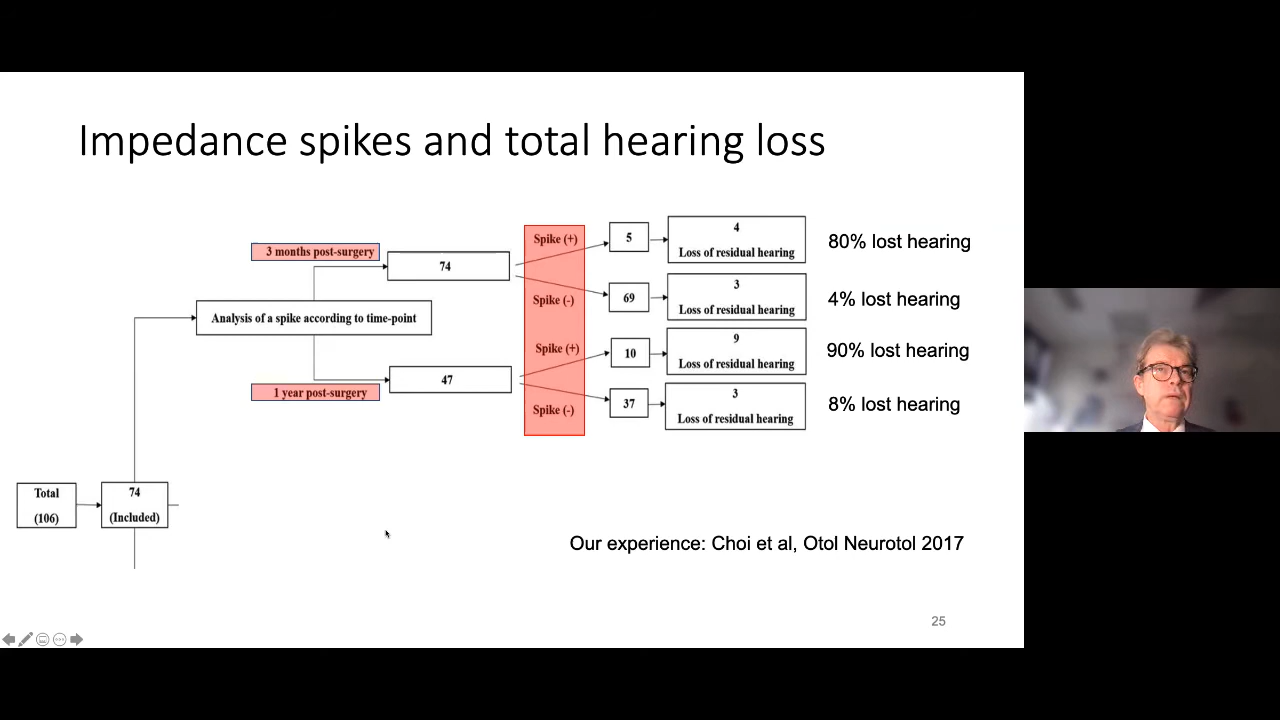 Impedance spikes and total hearing loss
3 months post-surgery
74
Spike (+)
5
4
Loss of residual hearing
80% lost hearing
Spike (-)
69
3
Loss of residual hearing
4% lost hearing
Analysis of a spike according to time-point
Spike (+)
10
9
Loss of residual hearing
90% lost hearing
1 year post-surgery
47
Spike (-)
37
3
Loss of residual hearing
8% lost hearing
Total
(106)
74
(Included)
Our experience: Choi et al, Otol Neurotol 2017
25